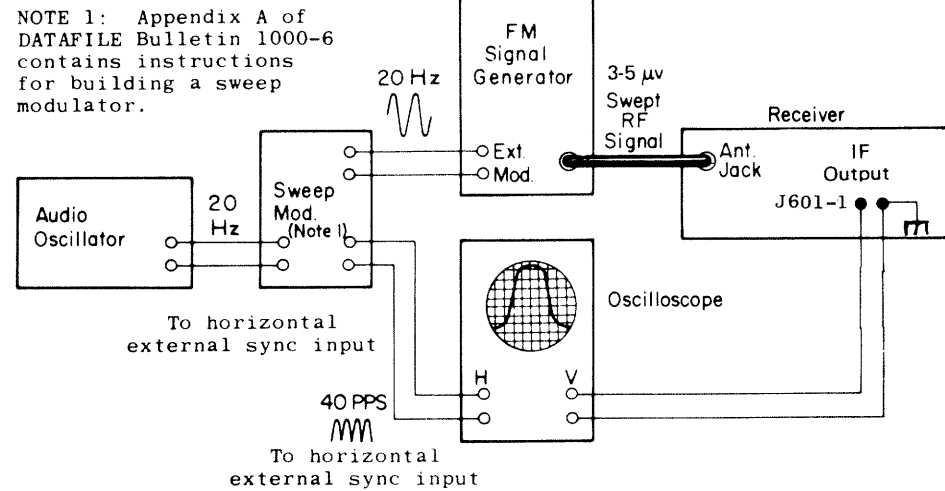 NOTE 1: Appendix A of
DATAFILE Bulletin 1000-6
contains instructions
for building a sweep
modulator.
20 Hz
FM
Signal
Generator
Ext.
Mod.
3-5 μv
Swept
RF
Signal
Receiver
Ant.
Jack
IF
Output
J601-1
Audio
Oscillator
20
Hz
Sweep
Mod.
(Note 1)
To horizontal
external sync input
Oscilloscope
H
V
40 PPS
To horizontal
external sync input